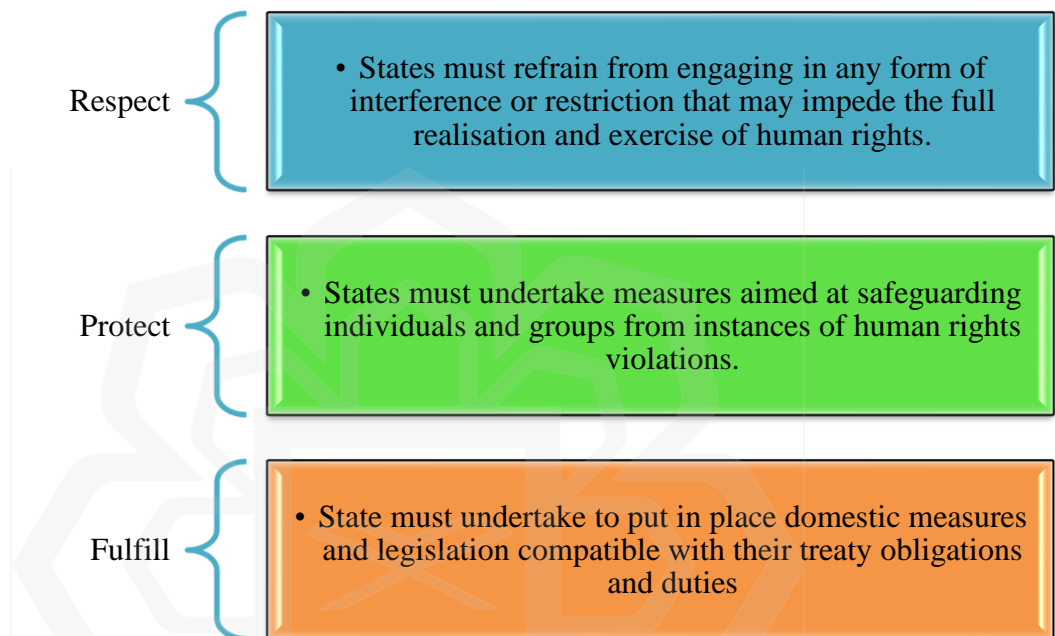 Respect
• States must refrain from engaging in any form of
interference or restriction that may impede the full
realisation and exercise of human rights.
Protect
• States must undertake measures aimed at safeguarding
individuals and groups from instances of human rights
violations.
Fulfill
• State must undertake to put in place domestic measures
and legislation compatible with their treaty obligations
and duties